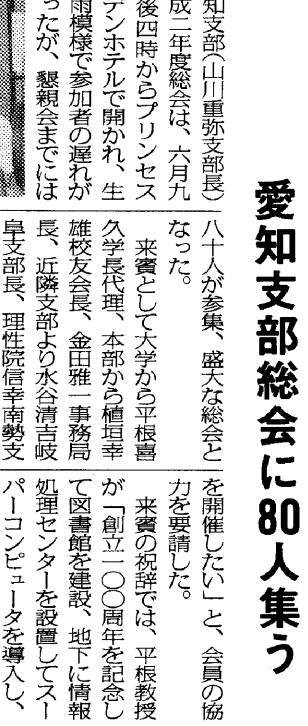 愛知支部総会に80人集う
知支部(山川重弥支部長)
成二年度総会は、六月九
後四時からプリンセス
デンホテルで開かれ、生
雨模様で参加者の遅れが
ったが、懇親会までには
八十人が参集、盛大な総会と
なった。
来賓として大学から平根喜
久学長代理、本部から植垣幸
雄校友会長、金田雅一事務局
長、近隣支部より水谷清吉岐
阜支部長、理性院信幸南勢支
を開催したい」と、会員の協
力を要請した。
来賓の祝辞では、平根教授
が「創立一〇〇周年を記念し
て図書館を建設、地下に情報
処理センターを設置してスー
パーコンピュータを導入し、